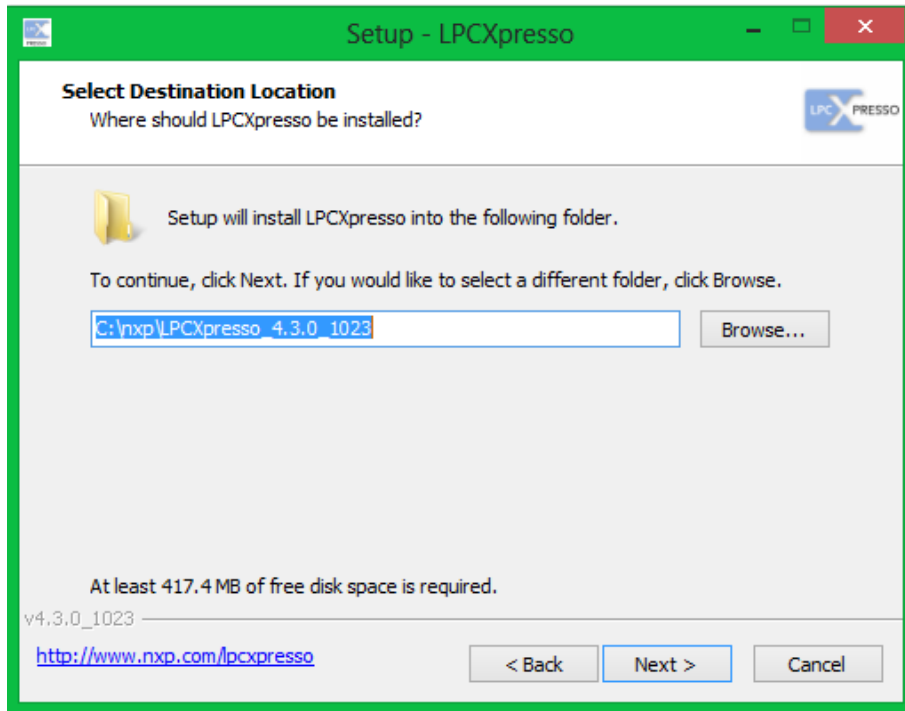 Setup - LPCXpresso
Select Destination Location
Where should LPCXpresso be installed?
LPC XPRESSO
Setup will install LPCXpresso into the following folder.
To continue, click Next. If you would like to select a different folder, click Browse.
C:\nxp\LPCXpresso_4.3.0_1023
Browse...
At least 417.4 MB of free disk space is required.
v4.3.0_1023
http://www.nxp.com/lpcxpresso
< Back
Next >
Cancel